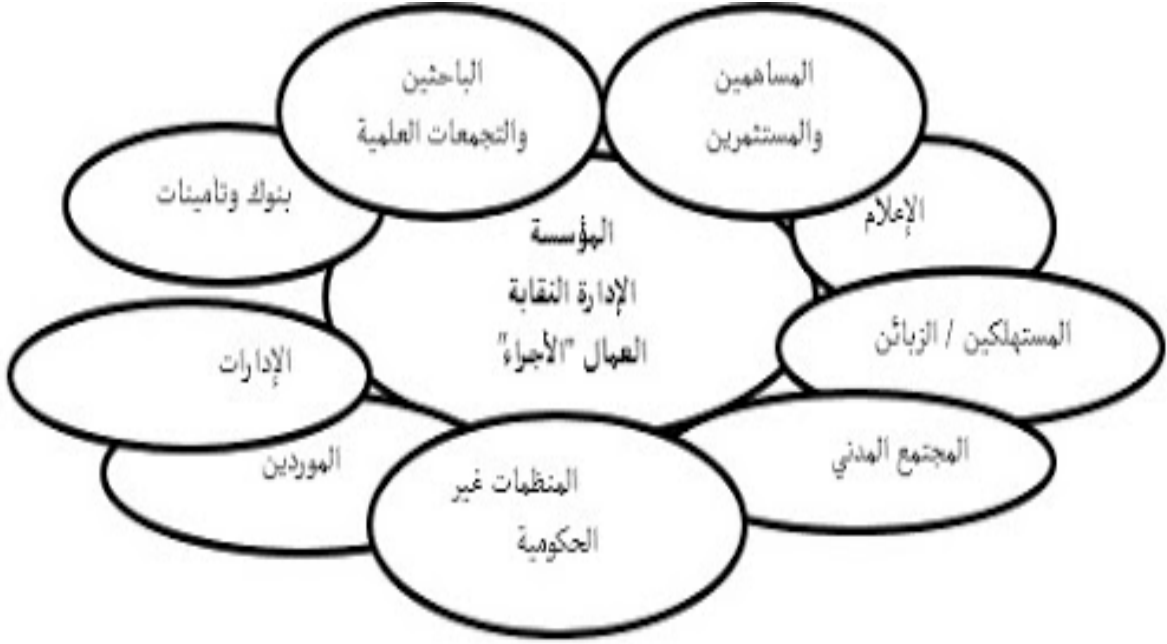 المساهمين
والمستثمرين
الباحثين
والتجمعات العلمية
الإعلام
بنوك وتامينات
المؤسسة
الإدارة النقابة
العمال "الأجراء"
المستهلكين / الزبائن
الإدارات
المجتمع المدني
الموردين
المنظمات غير
الحكومية